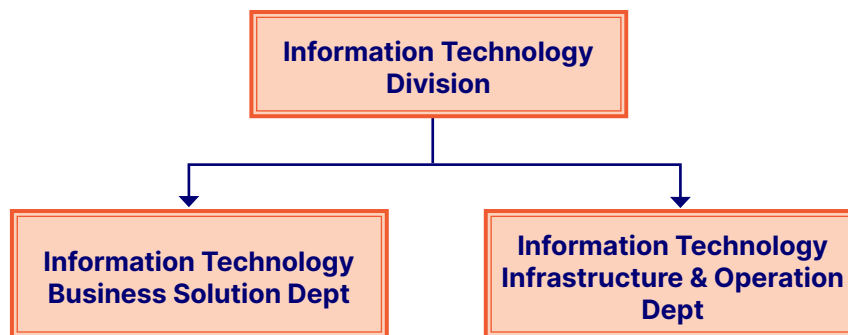 Information Technology
Division
Information Technology
Business Solution Dept
Information Technology
Infrastructure & Operation
Dept